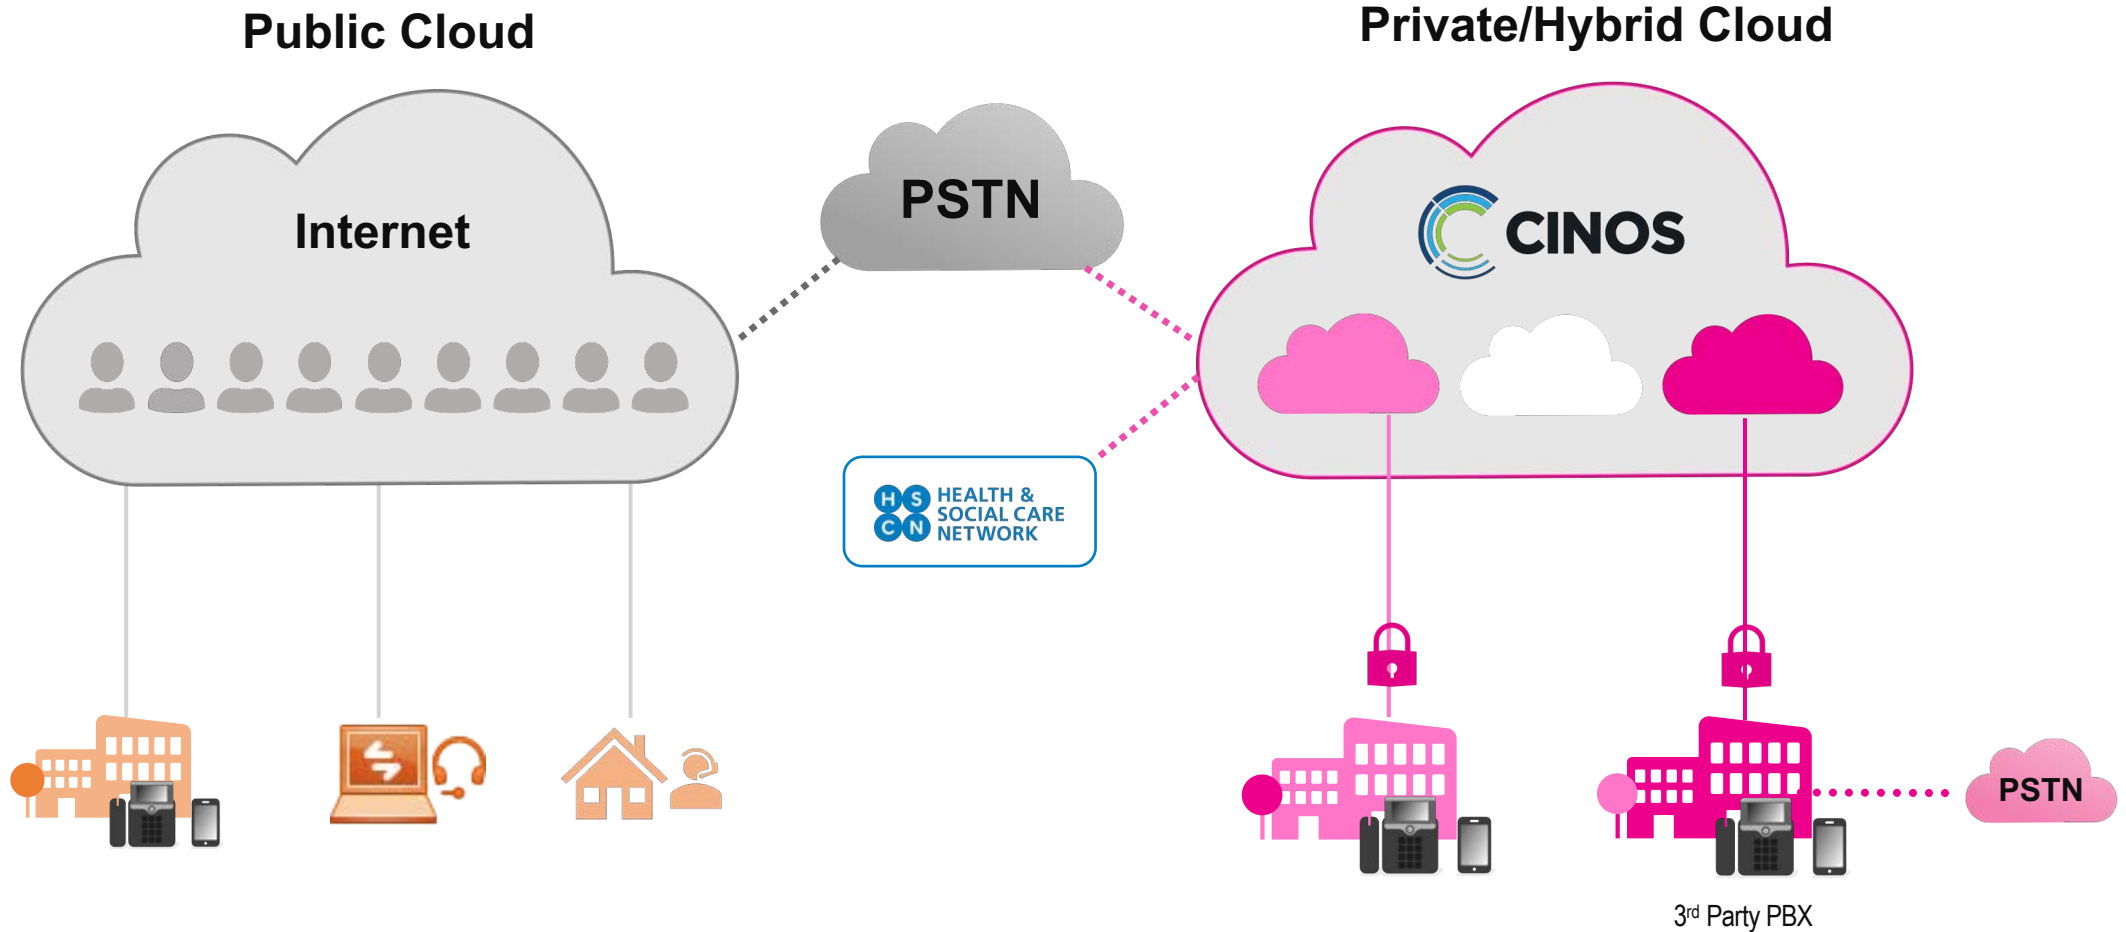 Public Cloud
Private/Hybrid Cloud
Internet
PSTN
CINOS
H S
C N
HEALTH &
SOCIAL CARE
NETWORK
PSTN
3rd Party PBX